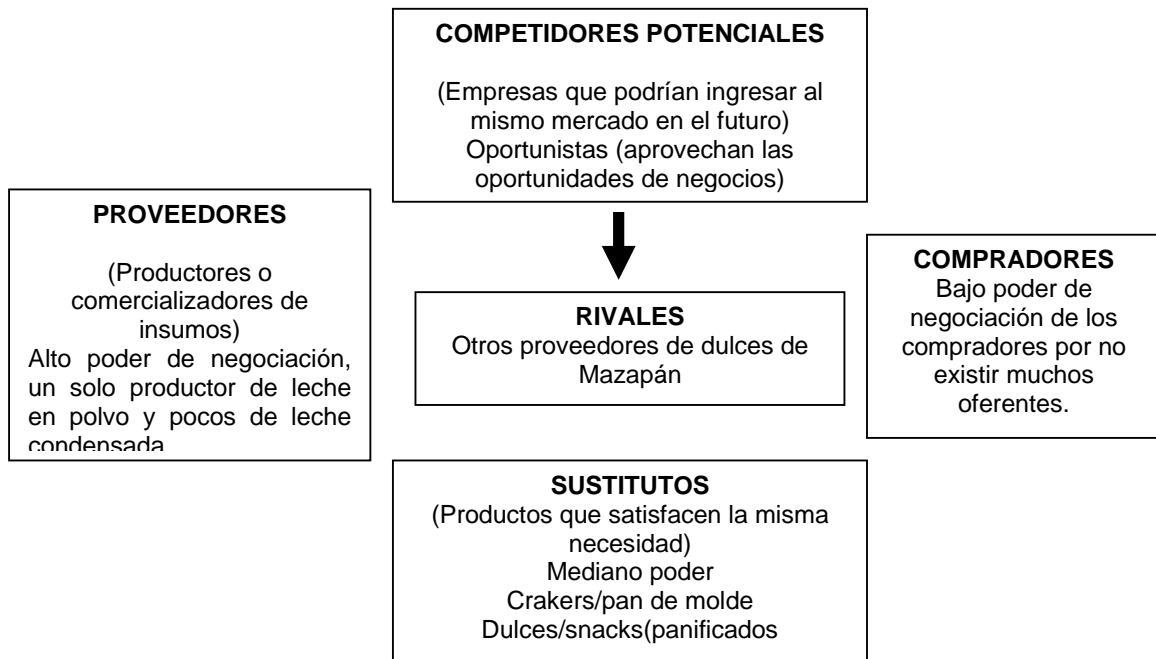 COMPETIDORES POTENCIALES
(Empresas que podrían ingresar al
mismo mercado en el futuro)
Oportunistas (aprovechan las
oportunidades de negocios)
PROVEEDORES
(Productores o
comercializadores de
insumos)
Alto poder de negociación,
un solo productor de leche
en polvo y pocos de leche
condensada
RIVALES
Otros proveedores de dulces de
Mazapán
COMPRADORES
Bajo poder de
negociación de los
compradores por no
existir muchos
oferentes.
SUSTITUTOS
(Productos que satisfacen la misma
necesidad)
Mediano poder
Crakers/pan de molde
Dulces/snacks(panificados